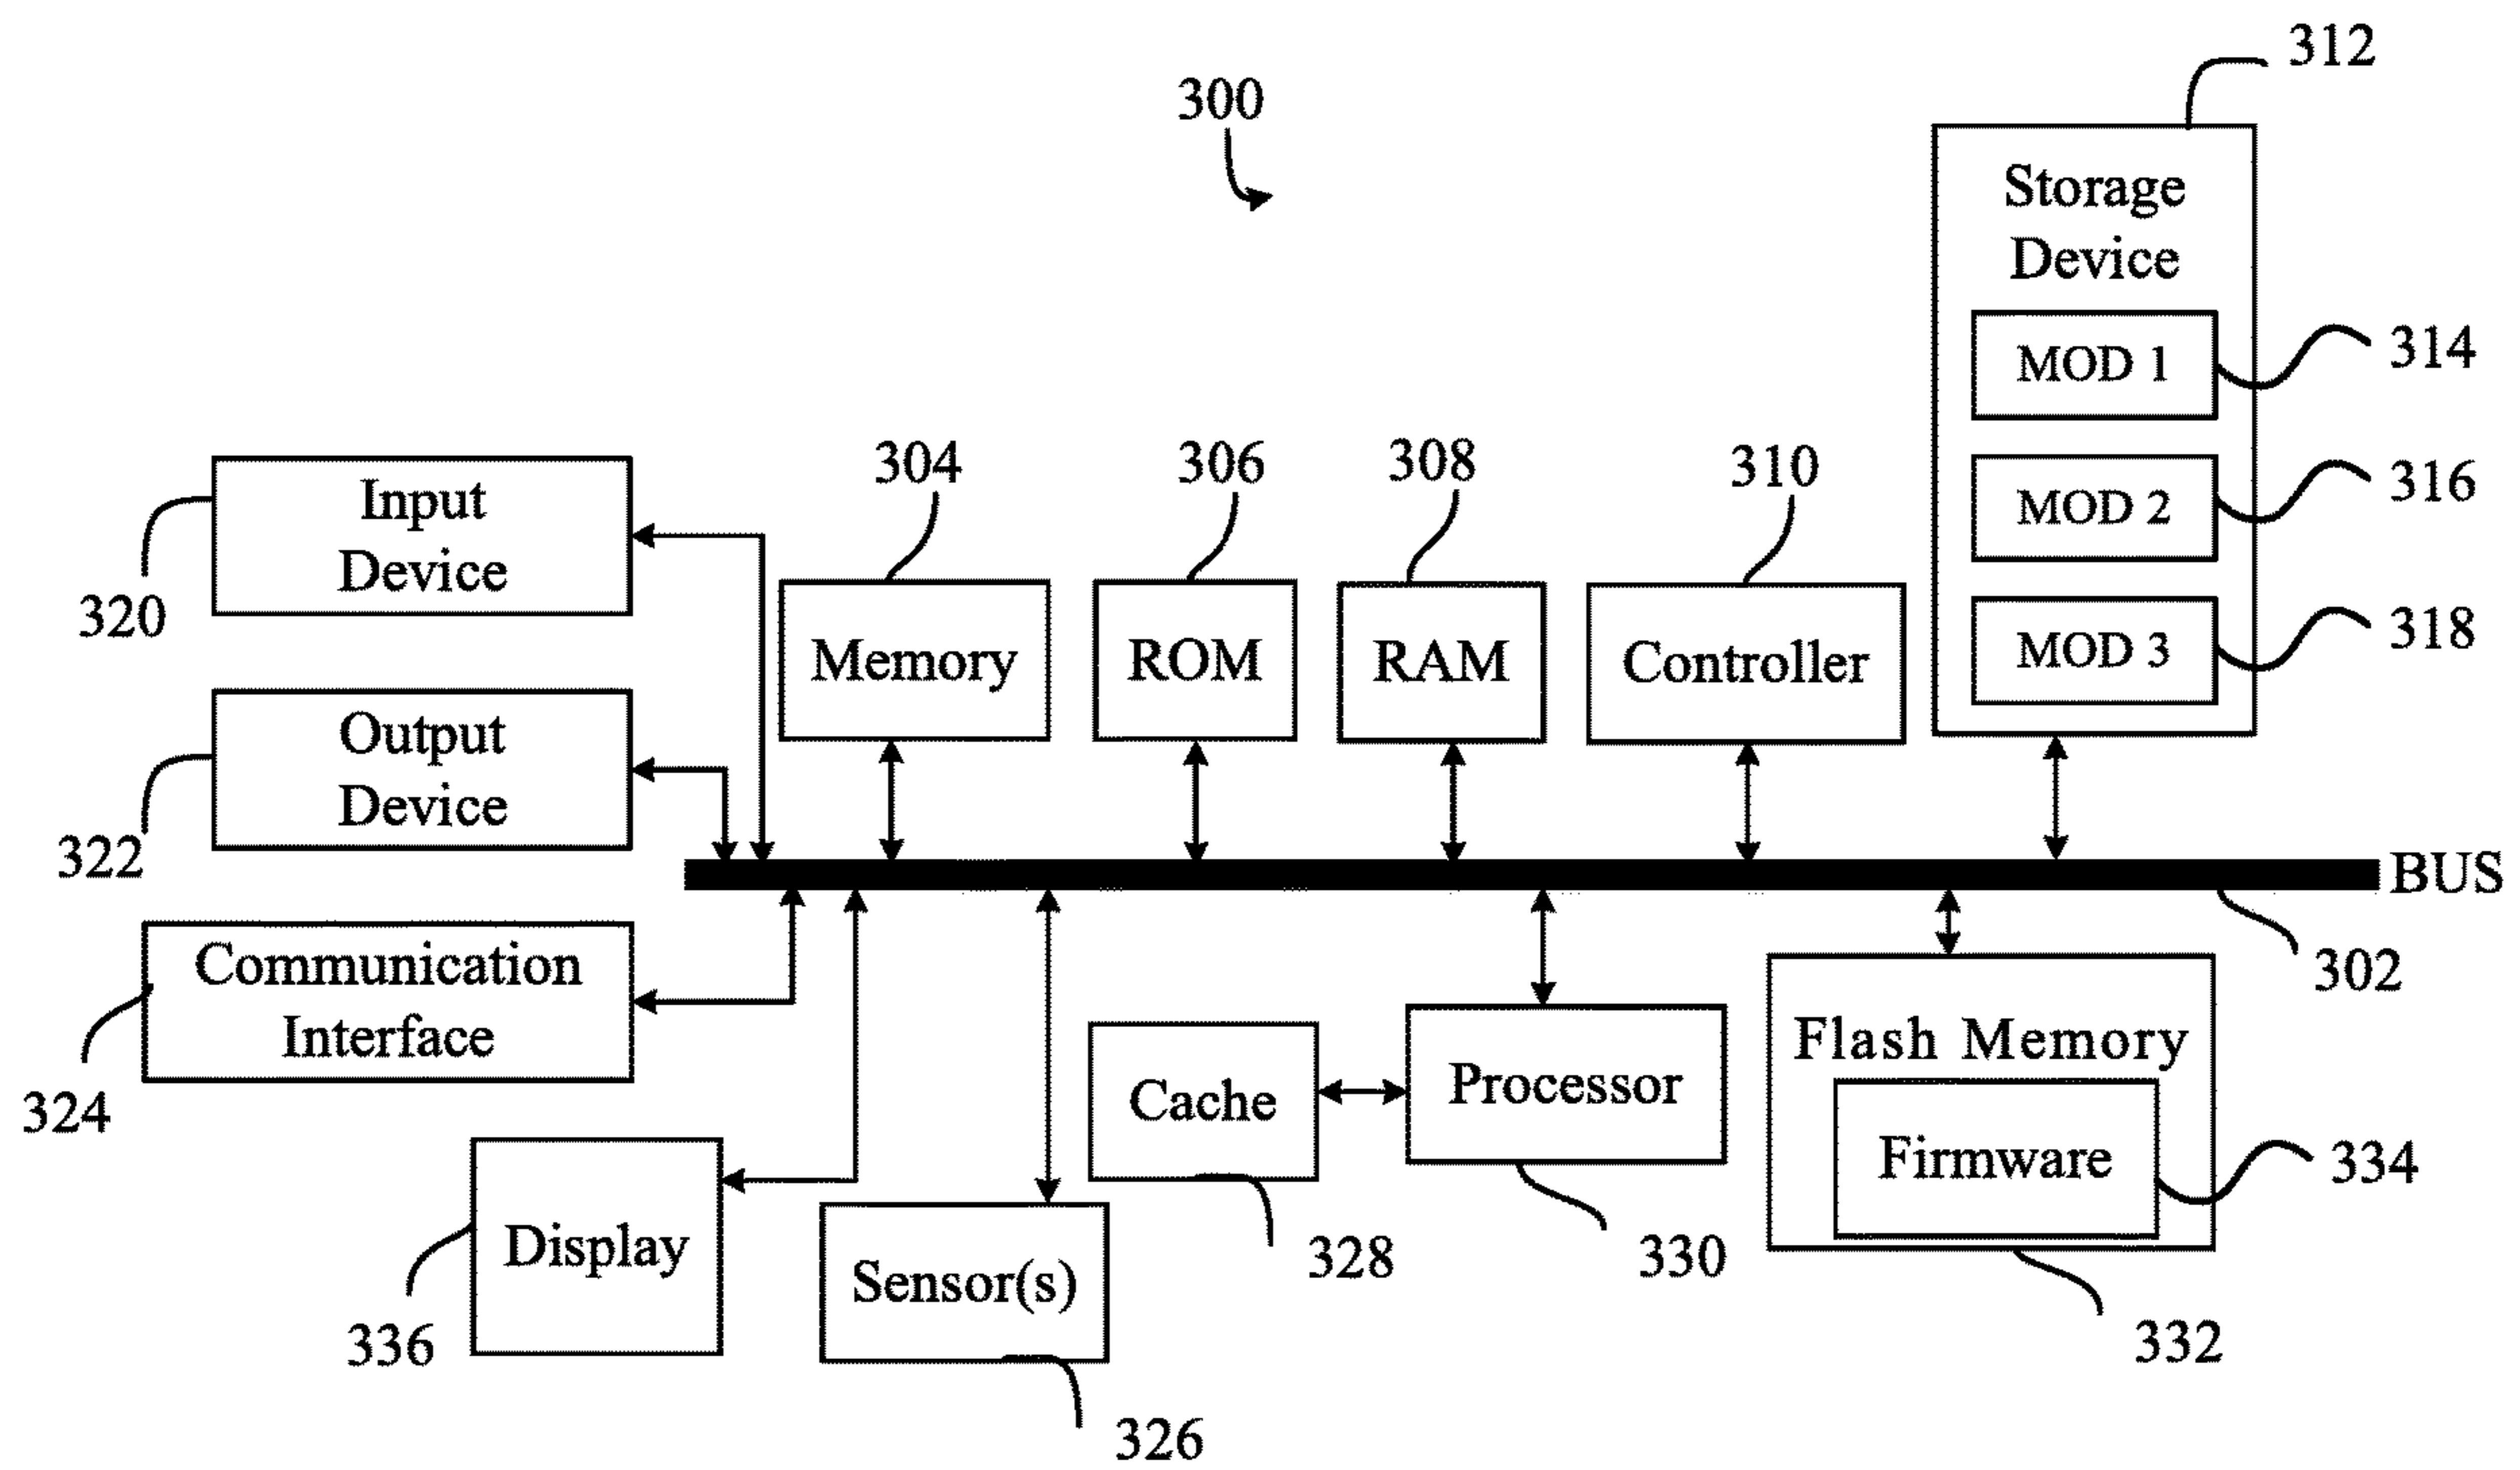 300
312
Storage
Device
MOD 1
314
MOD 2
316
MOD 3
318
304
306
308
310
Input
Device
320
Memory
ROM
RAM
Controller
Output
Device
322
BUS
302
Communication
Interface
324
Cache
328
Processor
330
Flash Memory
Firmware
334
332
Display
336
Sensor(s)
326